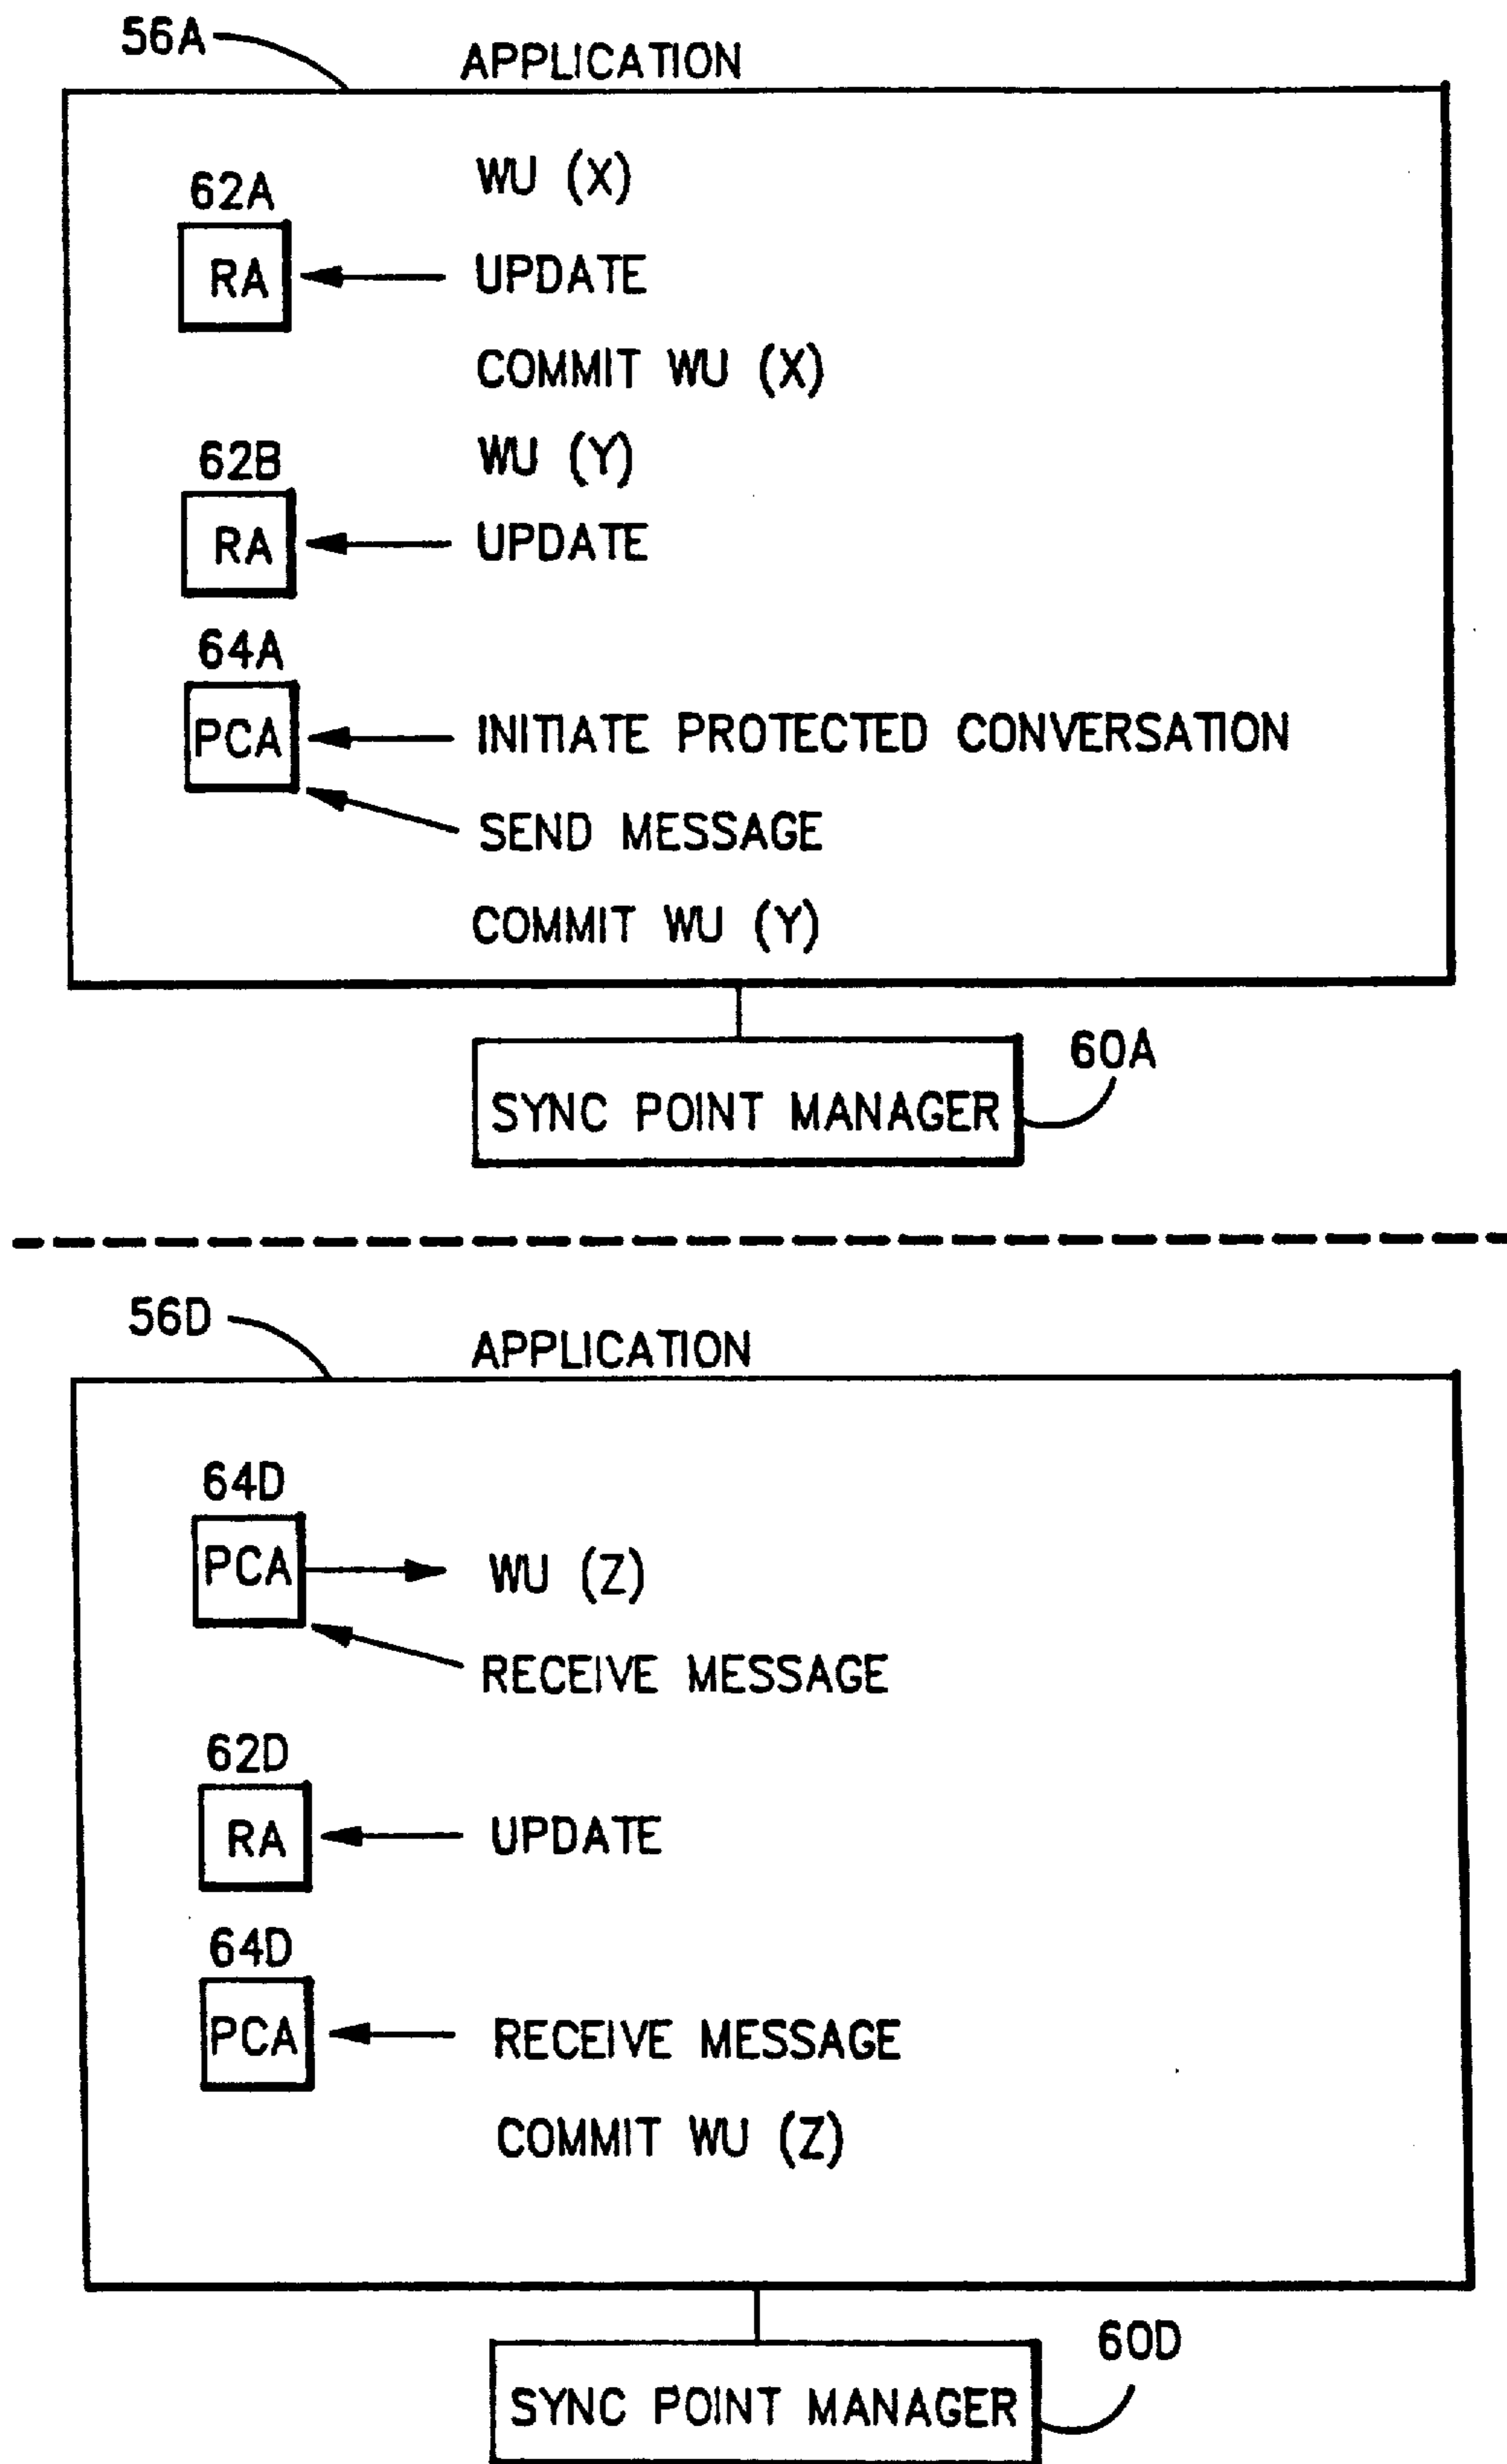 56A
APPLICATION
WU (X)
62A
RA
UPDATE
COMMIT WU (X)
62B
WU (Y)
RA
UPDATE
64A
PCA
INITIATE PROTECTED CONVERSATION
SEND MESSAGE
COMMIT WU (Y)
60A
SYNC POINT MANAGER
56D
APPLICATION
64D
PCA
WU (Z)
RECEIVE MESSAGE
62D
RA
UPDATE
64D
PCA
RECEIVE MESSAGE
COMMIT WU (Z)
60D
SYNC POINT MANAGER